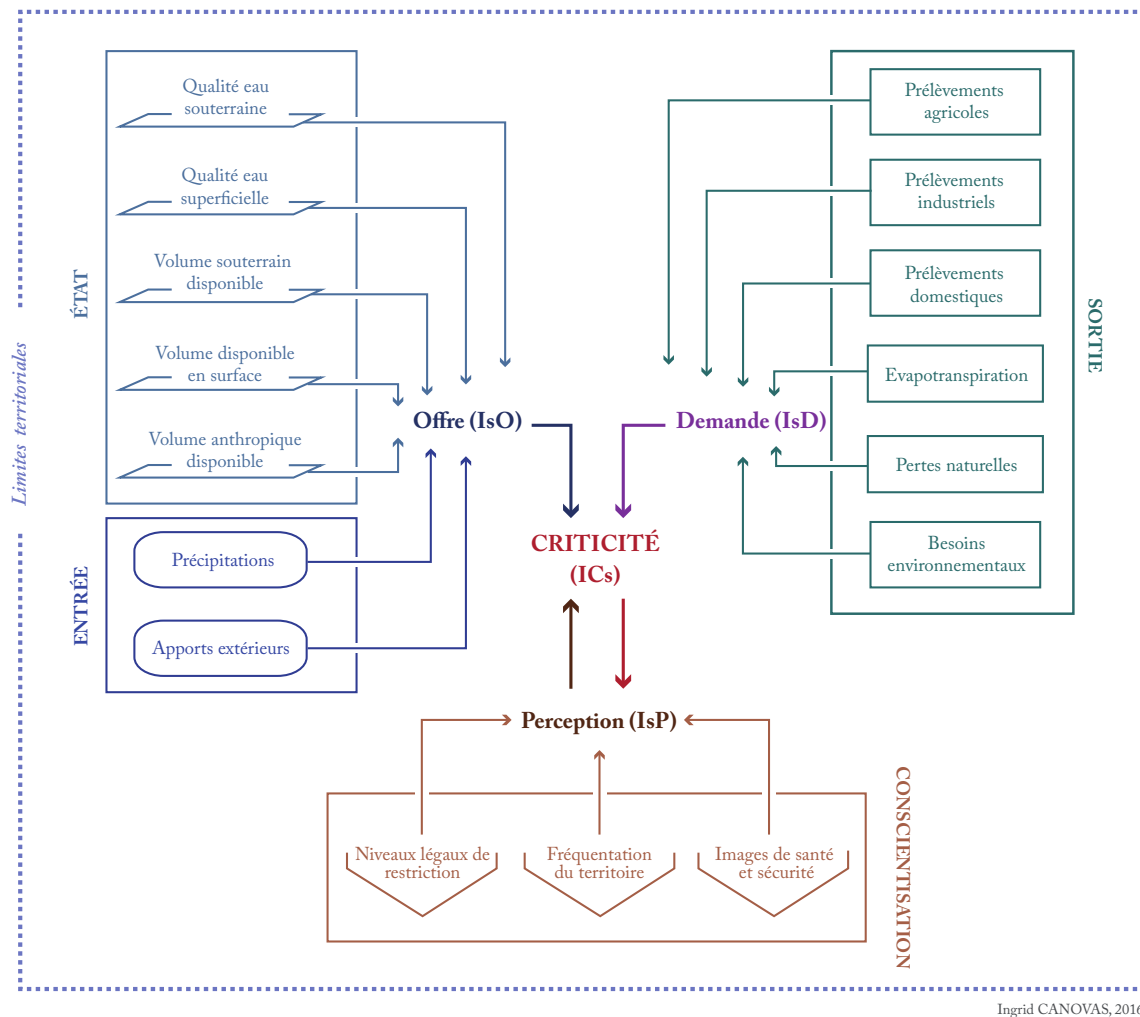 Limites territoriales
ÉTAT
Qualité eau
souterraine
Qualité eau
superficielle
Volume souterrain
disponible
Volume disponible
en surface
Volume anthropique
disponible
ENTRÉE
Précipitations
Apports extérieurs
Offre (IsO)
Demande (IsD)
CRITICITÉ
(ICs)
Perception (IsP)
SORTIE
Prélèvements
agricoles
Prélèvements
industriels
Prélèvements
domestiques
Evapotranspiration
Pertes naturelles
Besoins
environnementaux
CONSCIENTISATION
Niveaux légaux de
restriction
Fréquentation
du territoire
Images de santé
et sécurité
Ingrid CANOVAS, 2016